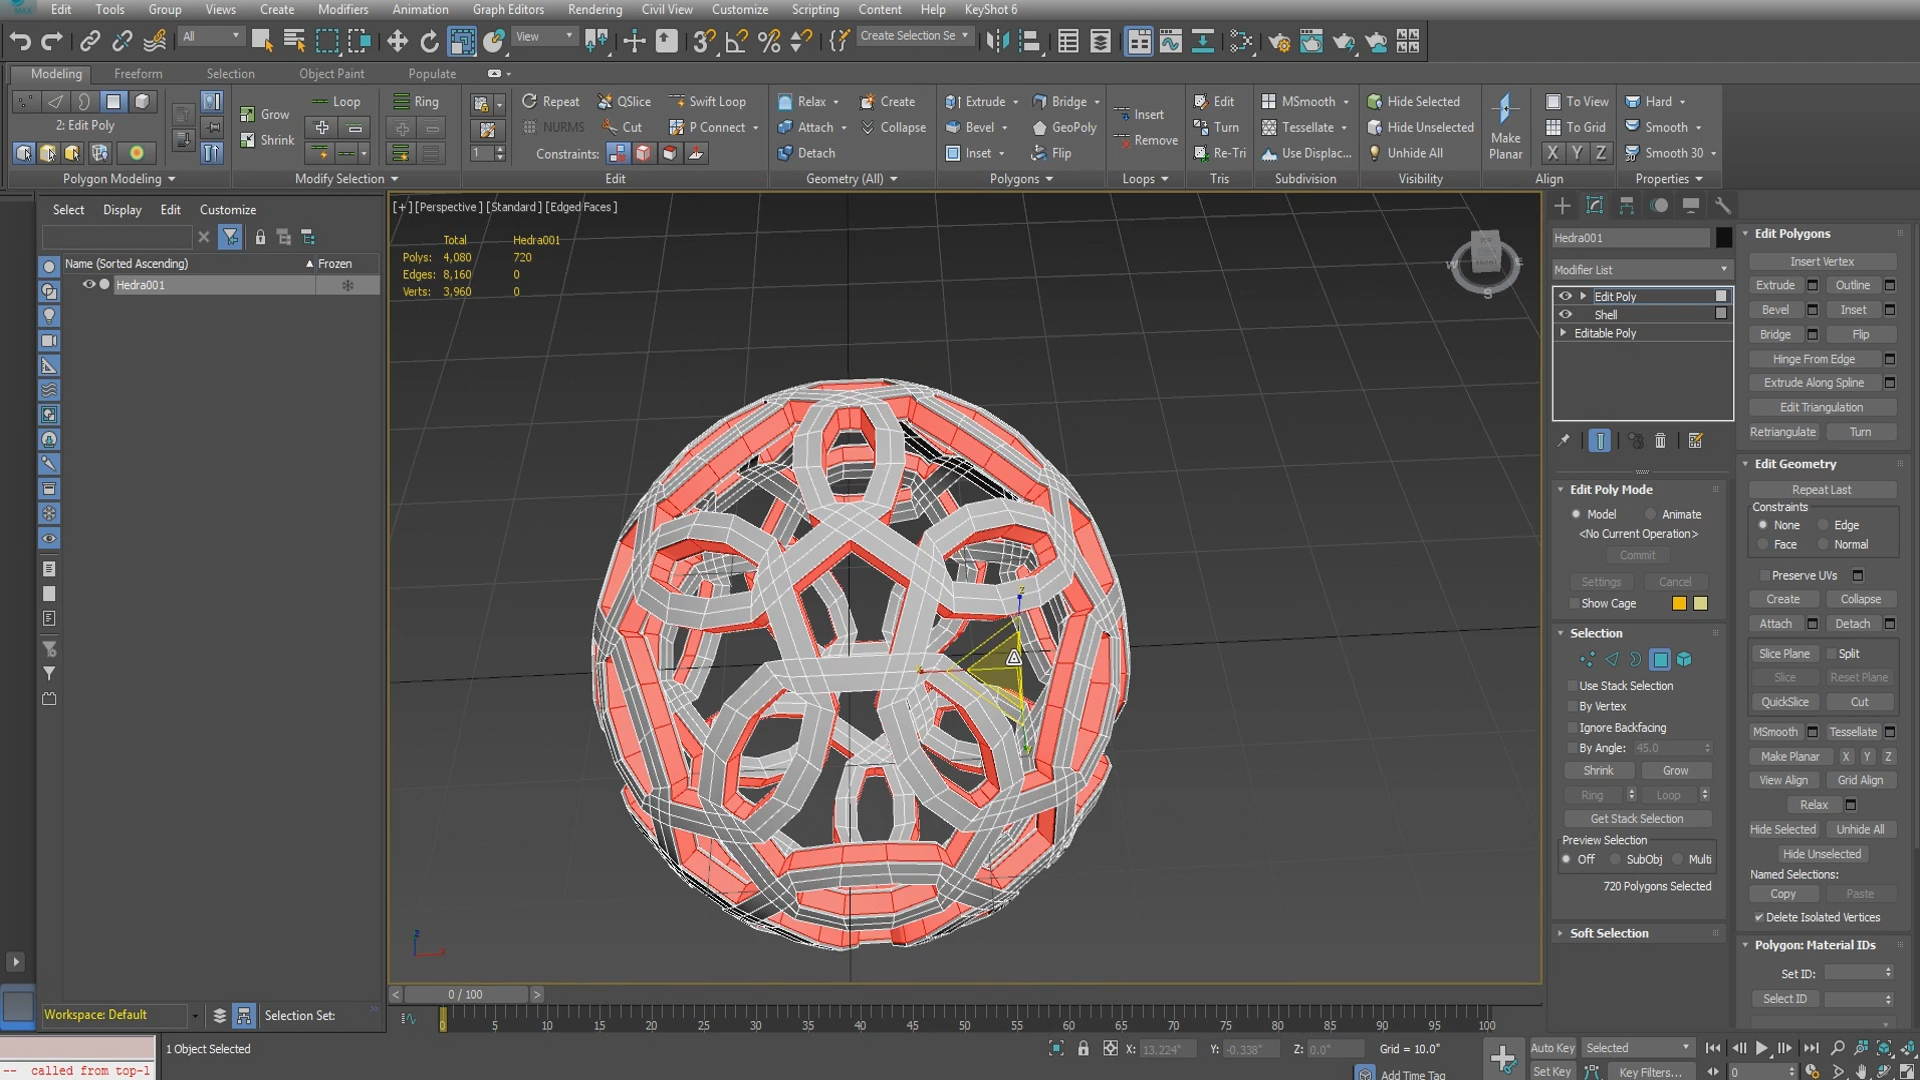 Edit Tools Group Views Create Modifiers Animation Graph Editors Rendering Civil View Customize Scripting Content Help KeyShot 6
All View Create Selection Se
Modeling Freeform Selection Object Paint Populate
2: Edit Poly
Polygon Modeling
Grow
Shrink
Loop Ring
Modify Selection
Repeat QSlice Swift Loop
NURMS Cut P Connect
1 Constraints:
Edit
Relax Create
Attach Collapse
Detach
Geometry (All)
Extrude Bridge
Bevel GeoPoly
Inset Flip
Polygons
Insert
Remove
Loops
Edit
Turn
Re-Tri
Tris
MSmooth
Tessellate
Use Displac...
Subdivision
Hide Selected
Hide Unselected
Unhide All
Visibility
Make Planar
To View
To Grid
X Y Z
Align
Hard
Smooth
Smooth 30
Properties
Select Display Edit Customize
Name (Sorted Ascending) Frozen
Hedra001
[+] [Perspective] [Standard] [Edged Faces]
Total Hedra001
Polys: 4,080 720
Edges: 8,160 0
Verts: 3,960 0
TOP
FRONT
W E
S
z
z
x
Hedra001
Modifier List
Edit Poly
Shell
Editable Poly
Edit Poly Mode
Model Animate
<No Current Operation>
Commit
Settings Cancel
Show Cage
Selection
Use Stack Selection
By Vertex
Ignore Backfacing
By Angle: 45.0
Shrink Grow
Ring Loop
Get Stack Selection
Preview Selection
Off SubObj Multi
720 Polygons Selected
Soft Selection
Edit Polygons
Insert Vertex
Extrude Outline
Bevel Inset
Bridge Flip
Hinge From Edge
Extrude Along Spline
Edit Triangulation
Retriangulate Turn
Edit Geometry
Repeat Last
Constraints
None Edge
Face Normal
Preserve UVs
Create Collapse
Attach Detach
Slice Plane Split
Slice Reset Plane
QuickSlice Cut
MSmooth Tessellate
Make Planar X Y Z
View Align Grid Align
Relax
Hide Selected Unhide All
Hide Unselected
Named Selections:
Copy Paste
Delete Isolated Vertices
Polygon: Material IDs
Set ID:
Select ID
< 0 / 100 >
Workspace: Default Selection Set:
0 5 10 15 20 25 30 35 40 45 50 55 60 65 70 75 80 85 90 95 100
1 Object Selected X: 13.224" Y: -0.338" Z: 0.0" Grid = 10.0" Auto Key Selected
-- called from top-l Add Time Tag Set Key Key Filters... 0